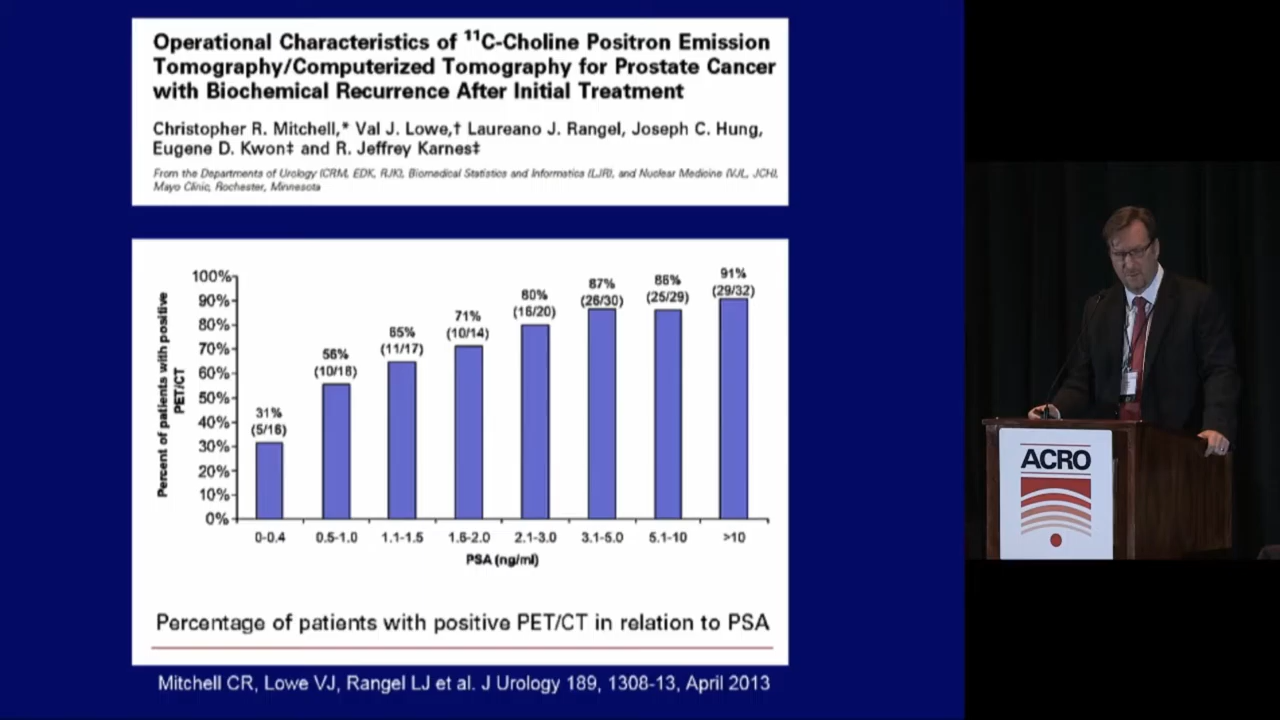 Operational Characteristics of ¹¹C-Choline Positron Emission
Tomography/Computerized Tomography for Prostate Cancer
with Biochemical Recurrence After Initial Treatment
Christopher R. Mitchell,* Val J. Lowe,† Laureano J. Rangel, Joseph C. Hung,
Eugene D. Kwon‡ and R. Jeffrey Karnes‡
From the Departments of Urology (CRM, EDK, RJK), Biomedical Statistics and Informatics (LJR), and Nuclear Medicine (VJL, JCH),
Mayo Clinic, Rochester, Minnesota
Percent of patients with positive
PET/CT
100%
90%
80%
70%
60%
50%
40%
30%
20%
10%
0%
31%
(5/16)
56%
(10/18)
65%
(11/17)
71%
(10/14)
80%
(16/20)
87%
(26/30)
86%
(25/29)
91%
(29/32)
0-0.4
0.5-1.0
1.1-1.5
1.6-2.0
2.1-3.0
3.1-5.0
5.1-10
>10
PSA (ng/ml)
Percentage of patients with positive PET/CT in relation to PSA
Mitchell CR, Lowe VJ, Rangel LJ et al. J Urology 189, 1308-13, April 2013
ACRO